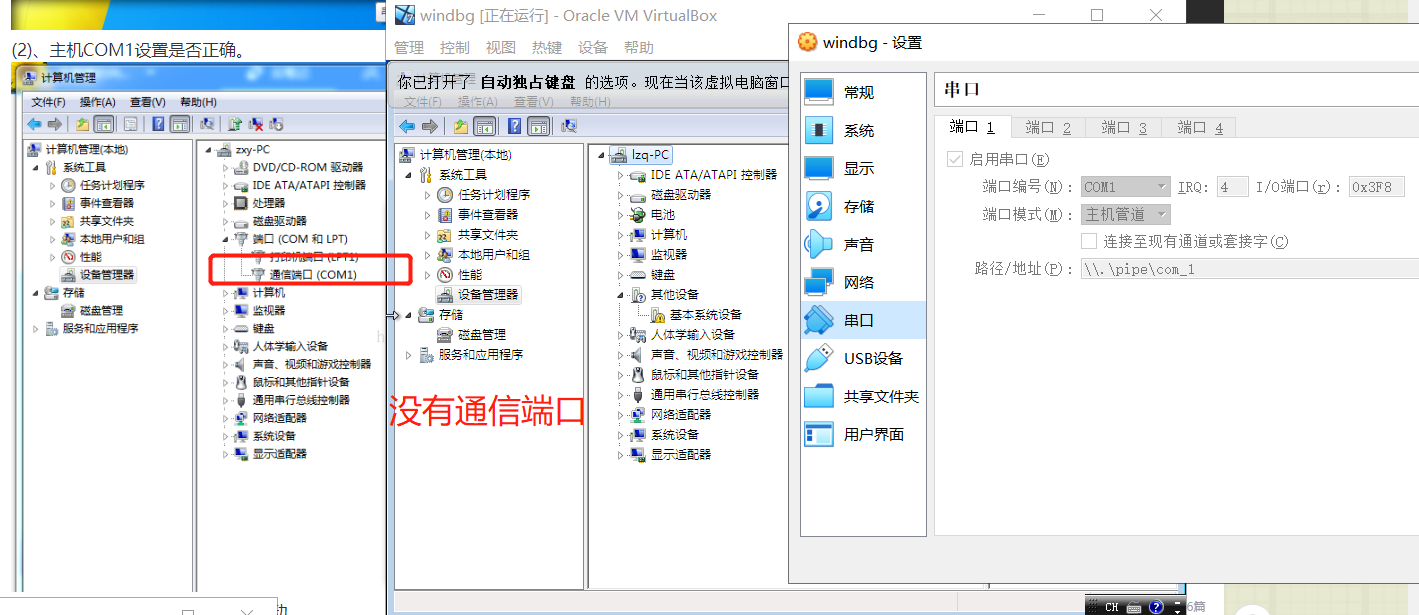 (2)、主机COM1设置是否正确。
计算机管理
文件(F) 操作(A) 查看(V) 帮助(H)
计算机管理(本地)
系统工具
任务计划程序
事件查看器
共享文件夹
本地用户和组
性能
设备管理器
存储
磁盘管理
服务和应用程序
zxy-PC
DVD/CD-ROM 驱动器
IDE ATA/ATAPI 控制器
处理器
磁盘驱动器
端口 (COM 和 LPT)
打印机端口 (LPT1)
通信端口 (COM1)
计算机
监视器
键盘
人体学输入设备
声音、视频和游戏控制器
鼠标和其他指针设备
通用串行总线控制器
网络适配器
系统设备
显示适配器
windbg [正在运行] - Oracle VM VirtualBox
管理 控制 视图 热键 设备 帮助
你已打开了 自动独占键盘 的选项。现在当该虚拟电脑窗口
文件(F) 操作(A) 查看(V) 帮助(H)
计算机管理(本地)
系统工具
任务计划程序
事件查看器
共享文件夹
本地用户和组
性能
设备管理器
存储
磁盘管理
服务和应用程序
没有通信端口
lzq-PC
IDE ATA/ATAPI 控制器
磁盘驱动器
电池
计算机
监视器
键盘
其他设备
基本系统设备
人体学输入设备
声音、视频和游戏控制器
鼠标和其他指针设备
通用串行总线控制器
网络适配器
系统设备
显示适配器
windbg - 设置
常规
系统
显示
存储
声音
网络
串口
USB设备
共享文件夹
用户界面
串口
端口 1 端口 2 端口 3 端口 4
启用串口(E)
端口编号(N)： COM1 IRQ: 4 I/O端口(r)： 0x3F8
端口模式(M)： 主机管道
连接至现有通道或套接字(C)
路径/地址(P)： \\.\pipe\com_1
CH
6篇